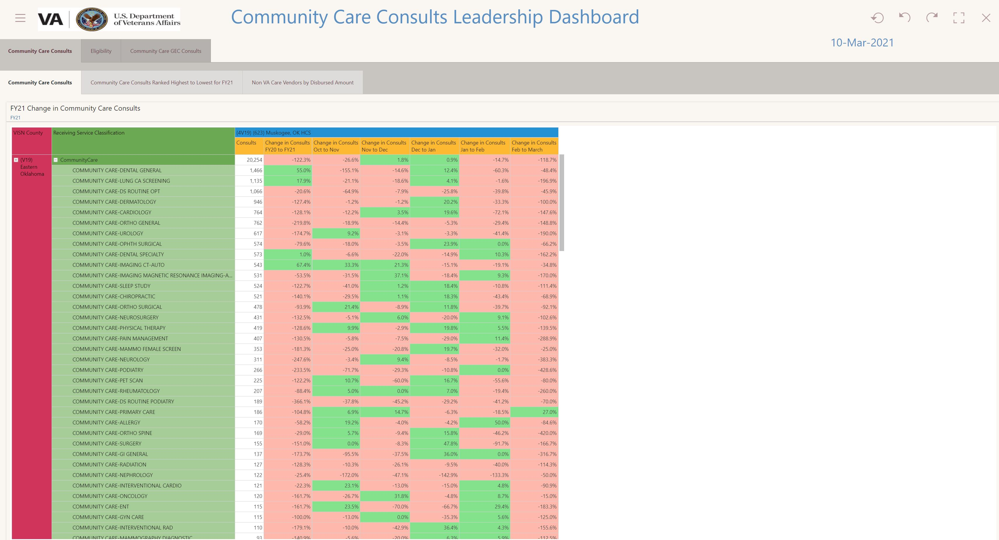 VA
U.S. Department
of Veterans Affairs
Community Care Consults Leadership Dashboard
10-Mar-2021
Community Care Consults Eligibility Community Care GEC Consults
Community Care Consults Community Care Consults Ranked Highest to Lowest for FY21 Non VA Care Vendors by Disbursed Amount
FY21 Change in Community Care Consults
FY21
VISN County Receiving Service Classification (4V19) (623) Muskogee, OK HCS
Consults Change in Consults FY20 to FY21 Change in Consults Oct to Nov Change in Consults Nov to Dec Change in Consults Dec to Jan Change in Consults Jan to Feb Change in Consults Feb to March
(V19) Eastern Oklahoma CommunityCare 20,254 -122.3% -26.6% 1.8% 0.9% -14.7% -118.7%
COMMUNITY CARE-DENTAL GENERAL 1,466 55.0% -155.1% -14.6% 12.4% -60.3% -48.4%
COMMUNITY CARE-LUNG CA SCREENING 1,135 17.9% -21.1% -18.6% 4.1% -1.6% -196.9%
COMMUNITY CARE-DS ROUTINE OPT 1,066 -20.6% -64.9% -7.9% -25.8% -39.8% -45.9%
COMMUNITY CARE-DERMATOLOGY 946 -127.4% -1.2% -1.2% 20.2% -33.3% -100.0%
COMMUNITY CARE-CARDIOLOGY 764 -128.1% -12.2% 3.5% 19.6% -72.1% -147.6%
COMMUNITY CARE-ORTHO GENERAL 762 -219.8% -18.9% -14.4% -5.3% -29.4% -148.8%
COMMUNITY CARE-UROLOGY 617 -174.7% 9.2% -3.1% -3.3% -41.4% -190.0%
COMMUNITY CARE-OPHTH SURGICAL 574 -79.6% -18.0% -3.5% 23.9% 0.0% -66.2%
COMMUNITY CARE-DENTAL SPECIALTY 573 1.0% -6.6% -22.0% -14.9% 10.3% -162.2%
COMMUNITY CARE-IMAGING CT-AUTO 543 67.4% 33.3% 21.3% -15.1% -19.1% -34.8%
COMMUNITY CARE-IMAGING MAGNETIC RESONANCE IMAGING-A... 531 -53.5% -31.5% 37.1% -18.4% 9.3% -170.0%
COMMUNITY CARE-SLEEP STUDY 524 -122.7% -41.0% 1.2% 18.4% -10.8% -111.4%
COMMUNITY CARE-CHIROPRACTIC 521 -140.1% -29.5% 1.1% 18.3% -43.4% -68.9%
COMMUNITY CARE-ORTHO SURGICAL 478 -93.9% 21.4% -8.9% 11.8% -39.7% -92.1%
COMMUNITY CARE-NEUROSURGERY 431 -132.5% -5.1% 6.0% -20.0% 9.1% -102.6%
COMMUNITY CARE-PHYSICAL THERAPY 419 -128.6% 9.9% -2.9% 19.8% 5.5% -139.5%
COMMUNITY CARE-PAIN MANAGEMENT 407 -130.5% -5.8% -7.5% -29.0% 11.4% -288.9%
COMMUNITY CARE-MAMMO FEMALE SCREEN 353 -181.3% -25.0% -20.8% 19.7% -32.0% -25.0%
COMMUNITY CARE-NEUROLOGY 311 -247.6% -3.4% 9.4% -8.5% -1.7% -383.3%
COMMUNITY CARE-PODIATRY 266 -233.5% -71.7% -29.3% -10.8% 0.0% -428.6%
COMMUNITY CARE-PET SCAN 225 -122.2% 10.7% -60.0% 16.7% -55.6% -80.0%
COMMUNITY CARE-RHEUMATOLOGY 207 -88.4% 5.0% 0.0% 7.0% -19.4% -260.0%
COMMUNITY CARE-DS ROUTINE PODIATRY 189 -366.1% -37.8% -45.2% -29.2% -41.2% -70.0%
COMMUNITY CARE-PRIMARY CARE 186 -104.8% 6.9% 14.7% -6.3% -18.5% 27.0%
COMMUNITY CARE-ALLERGY 170 -58.2% 19.2% -4.0% -4.2% 50.0% -84.6%
COMMUNITY CARE-ORTHO SPINE 169 -29.0% 5.7% -9.4% 15.8% -46.2% -420.0%
COMMUNITY CARE-SURGERY 155 -151.0% 0.0% -8.3% 47.8% -91.7% -166.7%
COMMUNITY CARE-GI GENERAL 137 -173.7% -95.5% -37.5% 36.0% 0.0% -316.7%
COMMUNITY CARE-RADIATION 127 -128.3% -10.3% -26.1% -9.5% -40.0% -114.3%
COMMUNITY CARE-NEPHROLOGY 122 -25.4% -172.0% -47.1% -142.9% -133.3% -50.0%
COMMUNITY CARE-INTERVENTIONAL CARDIO 121 -22.3% 23.1% -13.0% -15.0% 4.8% -90.9%
COMMUNITY CARE-ONCOLOGY 120 -161.7% -26.7% 31.8% -4.8% 8.7% -15.0%
COMMUNITY CARE-ENT 115 -161.7% 23.5% -70.0% -66.7% 29.4% -183.3%
COMMUNITY CARE-GYN CARE 115 -100.0% -13.0% 0.0% -35.3% 5.6% -125.0%
COMMUNITY CARE-INTERVENTIONAL RAD 110 -179.1% -10.0% -42.9% 36.4% 4.3% -155.6%
COMMUNITY CARE-MAMMOGRAPHY DIAGNOSTIC 93 -140.9% -5.6% -20.0% 6.3% 5.9% -112.5%